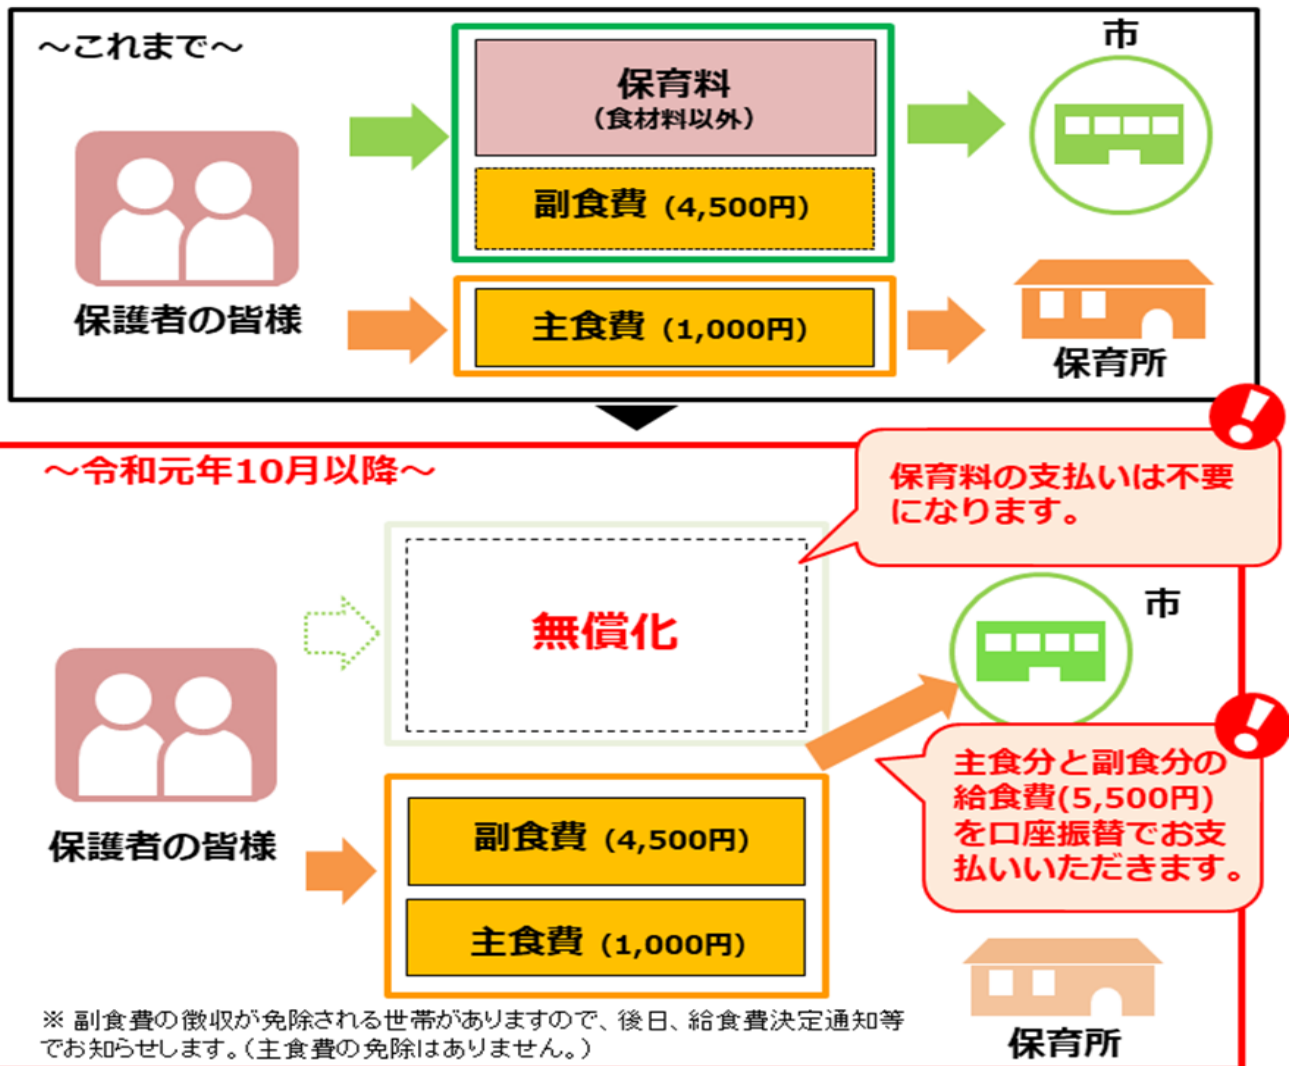 ～これまで～
市
保育料
（食材料以外）
副食費（4,500円）
保護者の皆様
主食費（1,000円）
保育所
～令和元年10月以降～
保育料の支払いは不要
になります。
無償化
市
主食分と副食分の
給食費(5,500円)
を口座振替でお支
払いいただきます。
保護者の皆様
副食費（4,500円）
主食費（1,000円）
※ 副食費の徴収が免除される世帯がありますので、後日、給食費決定通知等
でお知らせします。（主食費の免除はありません。）
保育所